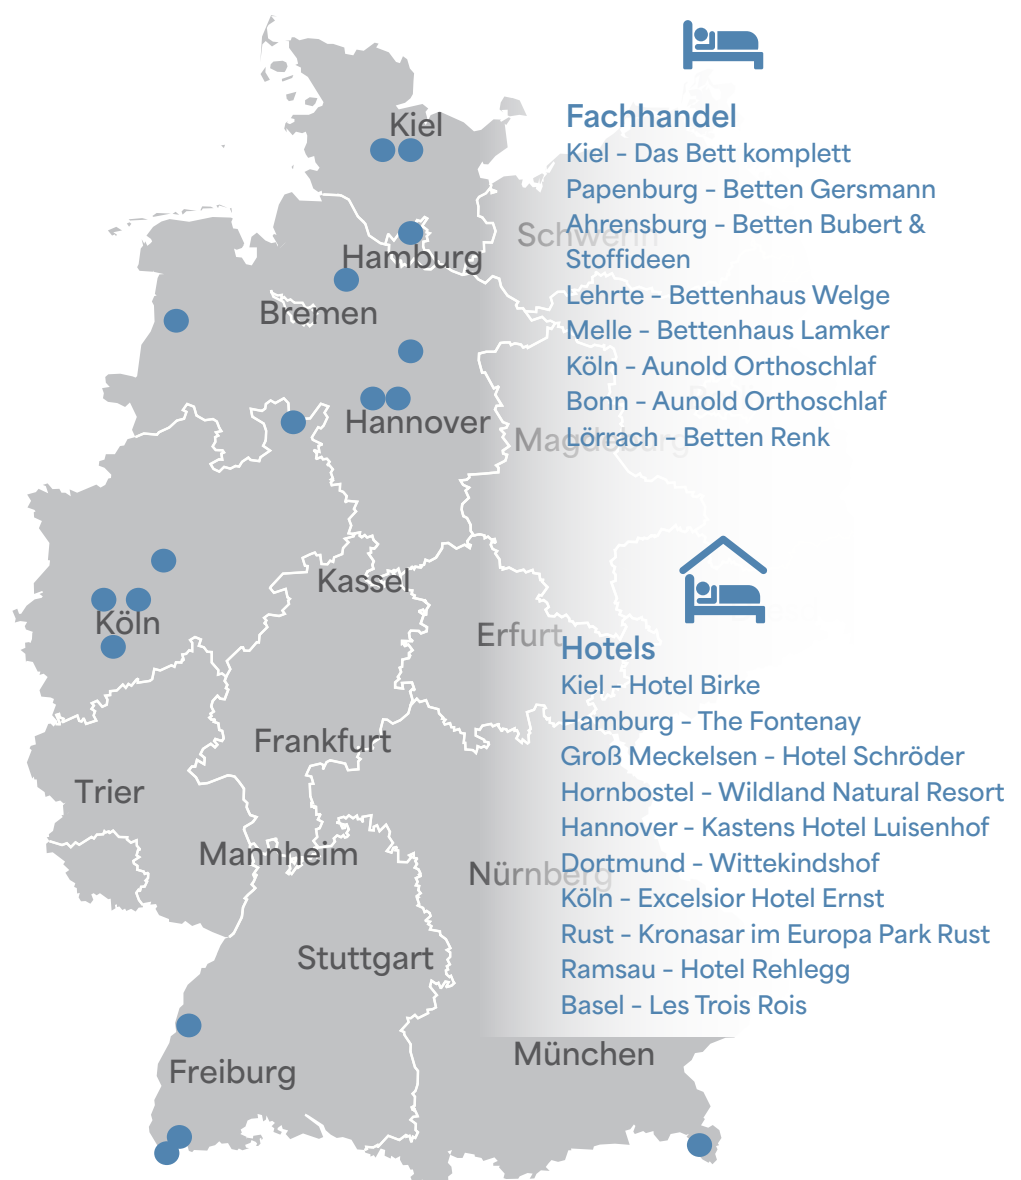 Kiel
Hamburg
Bremen
Hannover
Schwerin
Magdeburg
Kassel
Köln
Erfurt
Frankfurt
Trier
Mannheim
Nürnberg
Stuttgart
Freiburg
München
Fachhandel
Kiel – Das Bett komplett
Papenburg – Betten Gersmann
Ahrensburg – Betten Bubert &
Stoffideen
Lehrte – Bettenhaus Welge
Melle – Bettenhaus Lamker
Köln – Aunold Orthoschlaf
Bonn – Aunold Orthoschlaf
Lörrach – Betten Renk
Hotels
Kiel – Hotel Birke
Hamburg – The Fontenay
Groß Meckelsen – Hotel Schröder
Hornbostel – Wildland Natural Resort
Hannover – Kastens Hotel Luisenhof
Dortmund – Wittekindshof
Köln – Excelsior Hotel Ernst
Rust – Kronasar im Europa Park Rust
Ramsau – Hotel Rehlegg
Basel – Les Trois Rois